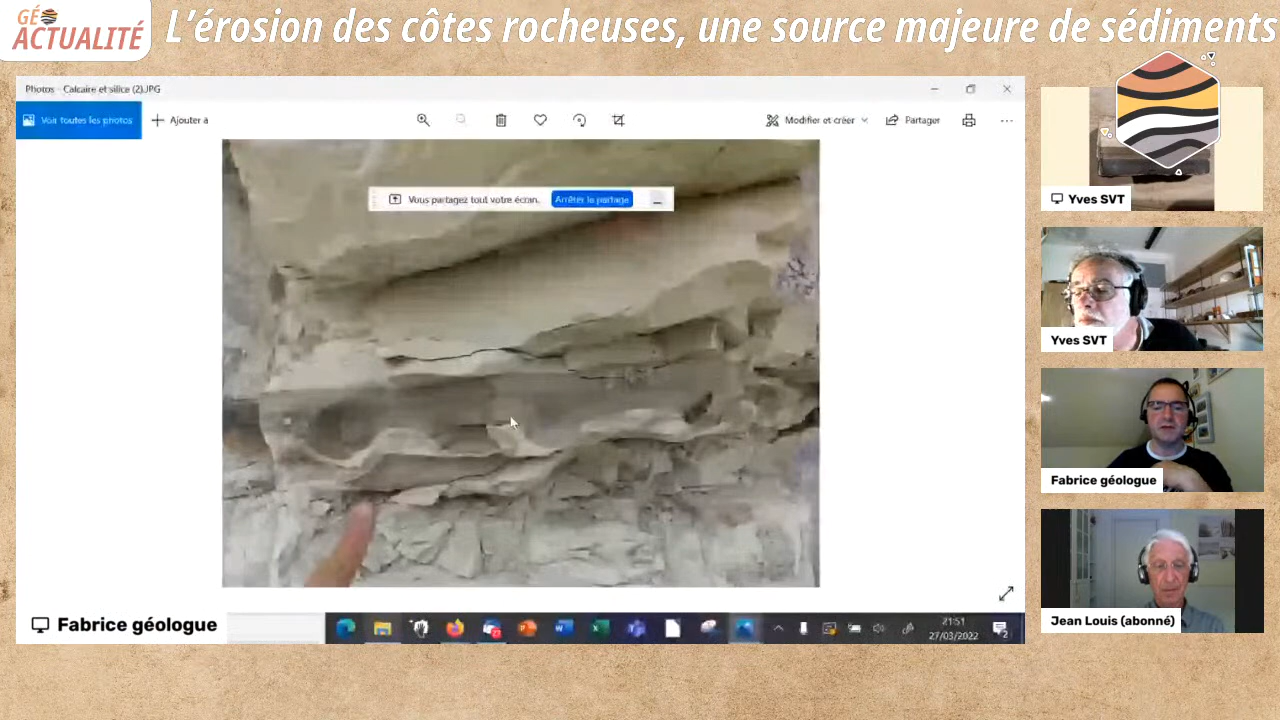 GÉ
ACTUALITÉ
L'érosion des côtes rocheuses, une source majeure de sédiments
Photos - Calcaire et silice (2).JPG
Voir toutes les photos
Ajouter à
Modifier et créer
Partager
Vous partagez tout votre écran.
Arrêter le partage
Yves SVT
Yves SVT
Fabrice géologue
Jean Louis (abonné)
Fabrice géologue
21:51
27/03/2022
2